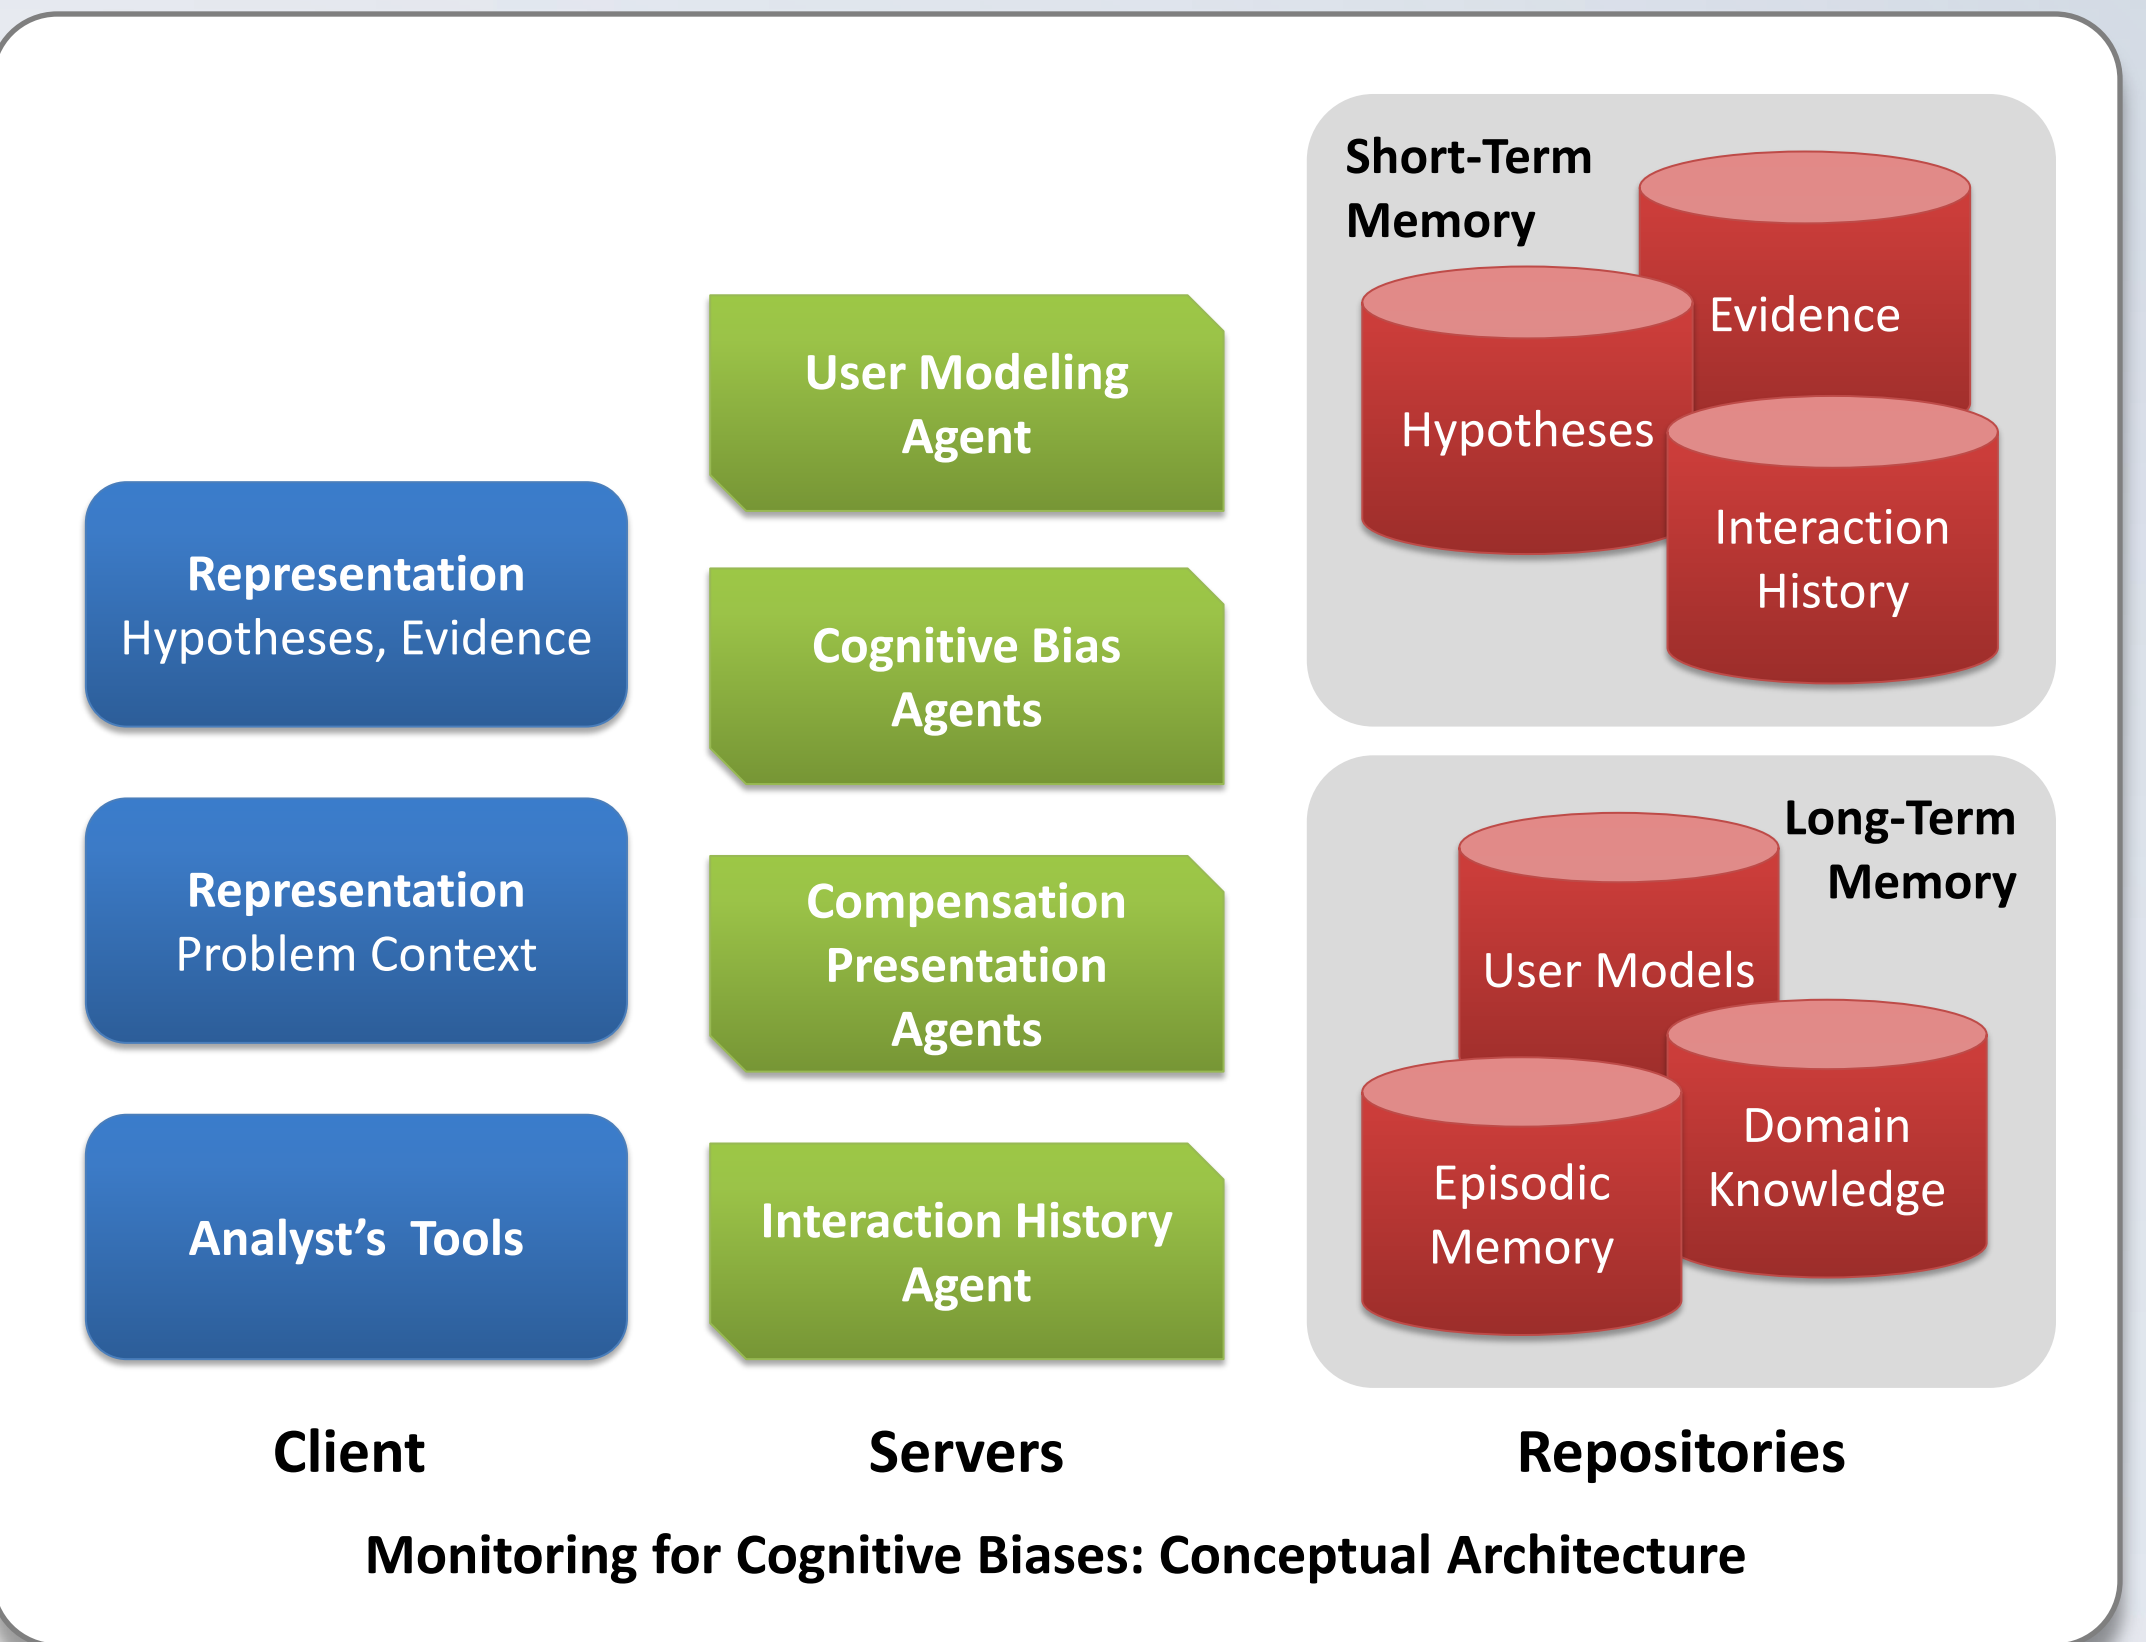 Representation
Hypotheses, Evidence
Representation
Problem Context
Analyst’s Tools
Client
User Modeling
Agent
Cognitive Bias
Agents
Compensation
Presentation
Agents
Interaction History
Agent
Servers
Short-Term
Memory
Evidence
Hypotheses
Interaction
History
Long-Term
Memory
User Models
Domain
Knowledge
Episodic
Memory
Repositories
Monitoring for Cognitive Biases: Conceptual Architecture